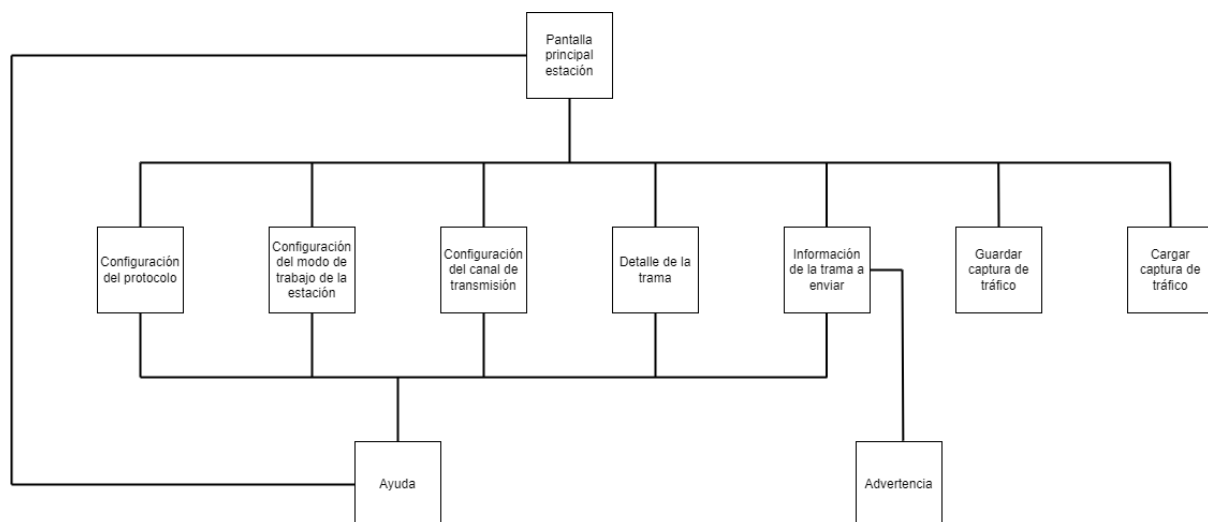 Pantalla
principal
estación
Configuración
del protocolo
Configuración
del modo de
trabajo de la
estación
Configuración
del canal de
transmisión
Detalle de la
trama
Información
de la trama a
enviar
Guardar
captura de
tráfico
Cargar
captura de
tráfico
Ayuda
Advertencia